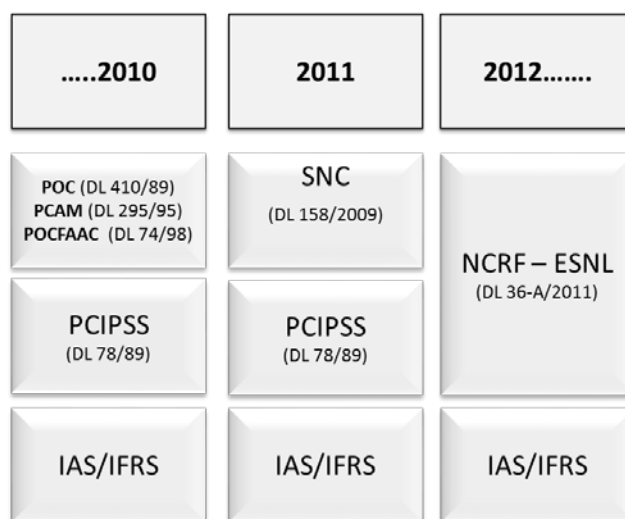 .....2010
2011
2012.......
POC (DL 410/89)
PCAM (DL 295/95)
POCFAAC (DL 74/98)
SNC
(DL 158/2009)
NCRF – ESNL
(DL 36-A/2011)
PCIPSS
(DL 78/89)
PCIPSS
(DL 78/89)
IAS/IFRS
IAS/IFRS
IAS/IFRS